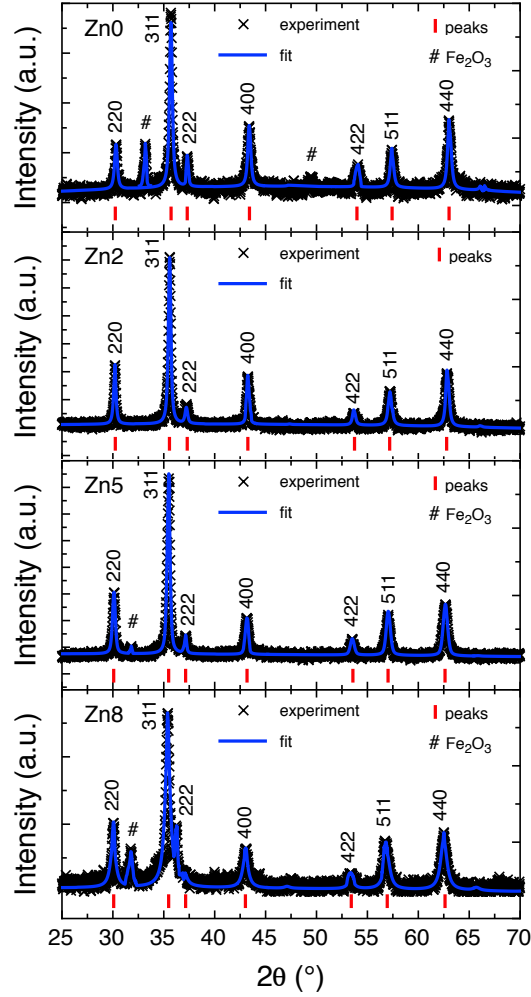 Zn0
311
experiment
peaks
fit
# Fe₂O₃
220
#
222
400
#
422
511
440
Intensity (a.u.)
Zn2
311
experiment
peaks
fit
220
222
400
422
511
440
Intensity (a.u.)
Zn5
311
experiment
peaks
fit
# Fe₂O₃
220
#
222
400
422
511
440
Intensity (a.u.)
Zn8
311
experiment
peaks
fit
# Fe₂O₃
220
#
222
400
422
511
440
Intensity (a.u.)
25 30 35 40 45 50 55 60 65 70
2θ (°)